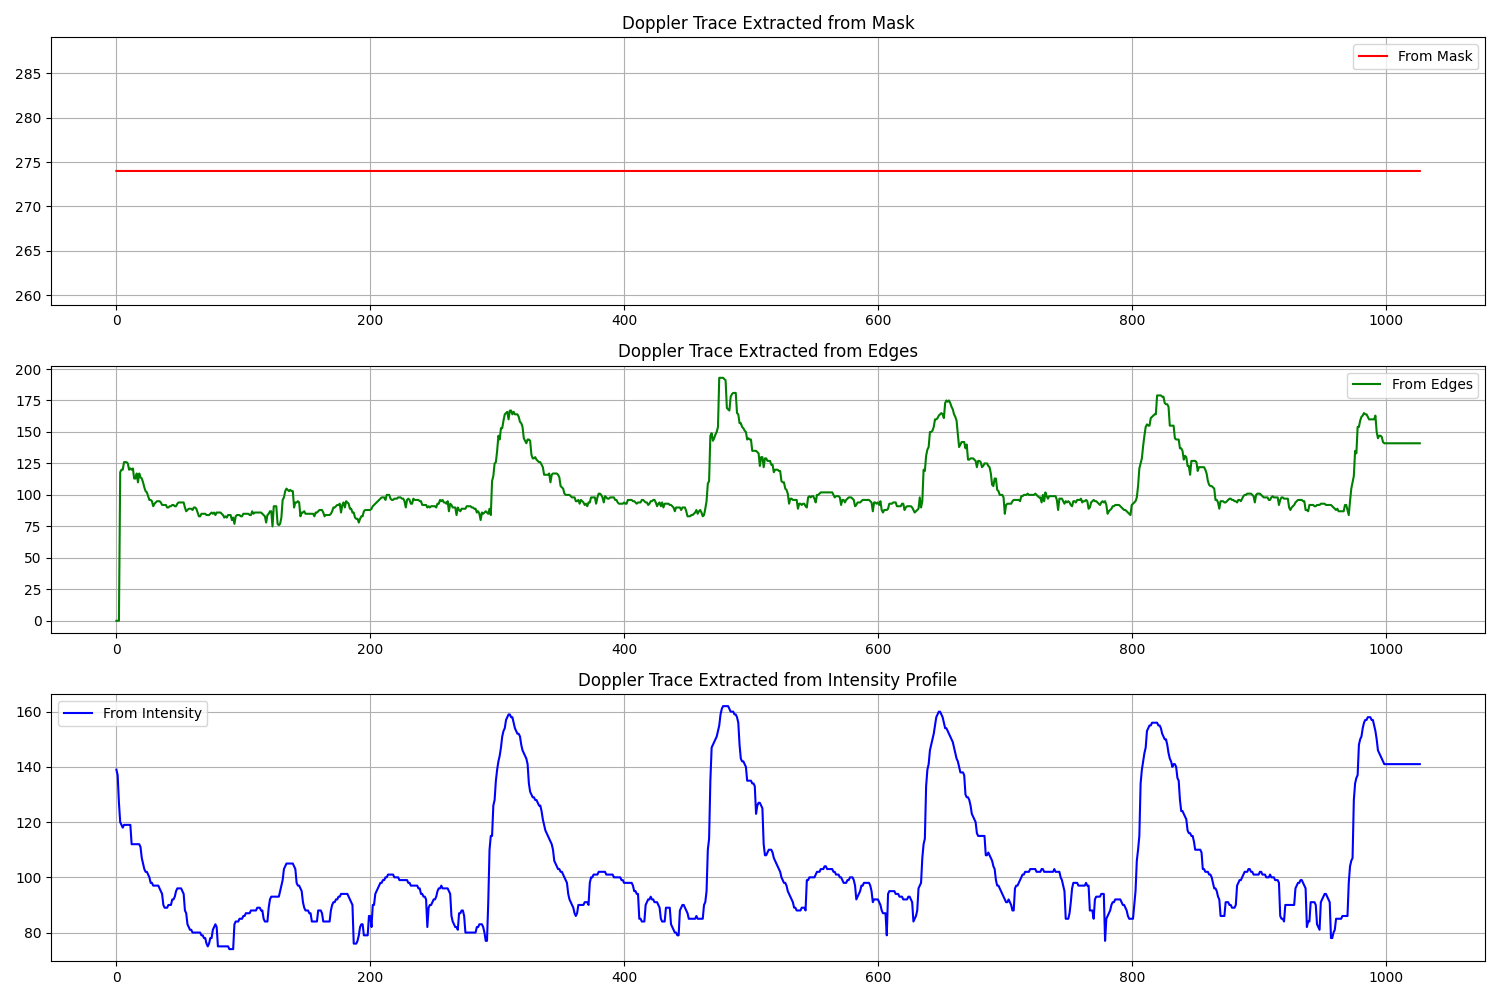 Doppler Trace Extracted from Mask
From Mask
285
280
275
270
265
260
0 200 400 600 800 1000
Doppler Trace Extracted from Edges
From Edges
200
175
150
125
100
75
50
25
0
0 200 400 600 800 1000
Doppler Trace Extracted from Intensity Profile
From Intensity
160
140
120
100
80
0 200 400 600 800 1000